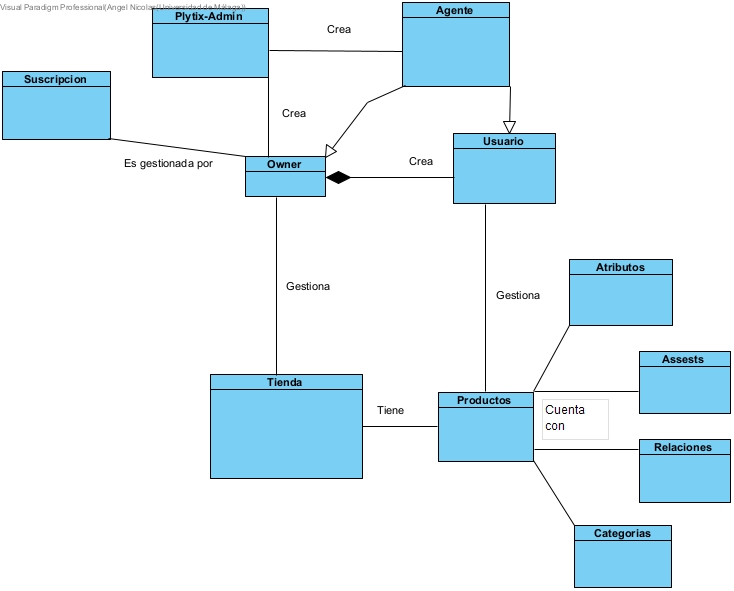 Visual Paradigm Professional(Angel Nicolas(Universidad de Málaga))
Plytix-Admin
Agente
Crea
Suscripcion
Crea
Usuario
Es gestionada por
Owner
Crea
Gestiona
Gestiona
Atributos
Assests
Tienda
Productos
Tiene
Cuenta
con
Relaciones
Categorias